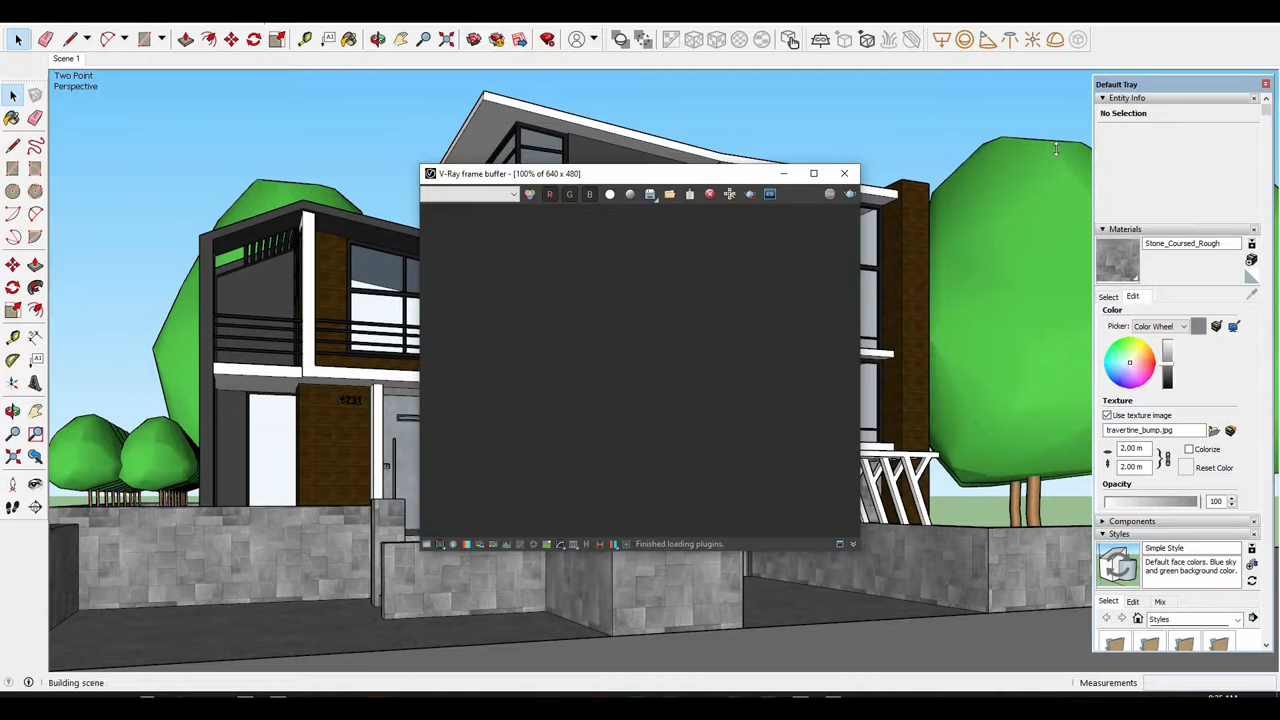 Scene 1
Two Point
Perspective
Default Tray
Entity Info
No Selection
V-Ray frame buffer - [100% of 640 x 480]
R G B
Materials
Stone_Coursed_Rough
Select Edit
Color
Picker: Color Wheel
Texture
Use texture image
travertine_bump.jpg
2.00 m
Colorize
2.00 m
Reset Color
Opacity
100
Components
Styles
Simple Style
Default face colors. Blue sky
and green background color.
Select Edit Mix
Styles
4231
H
Finished loading plugins.
Building scene
Measurements